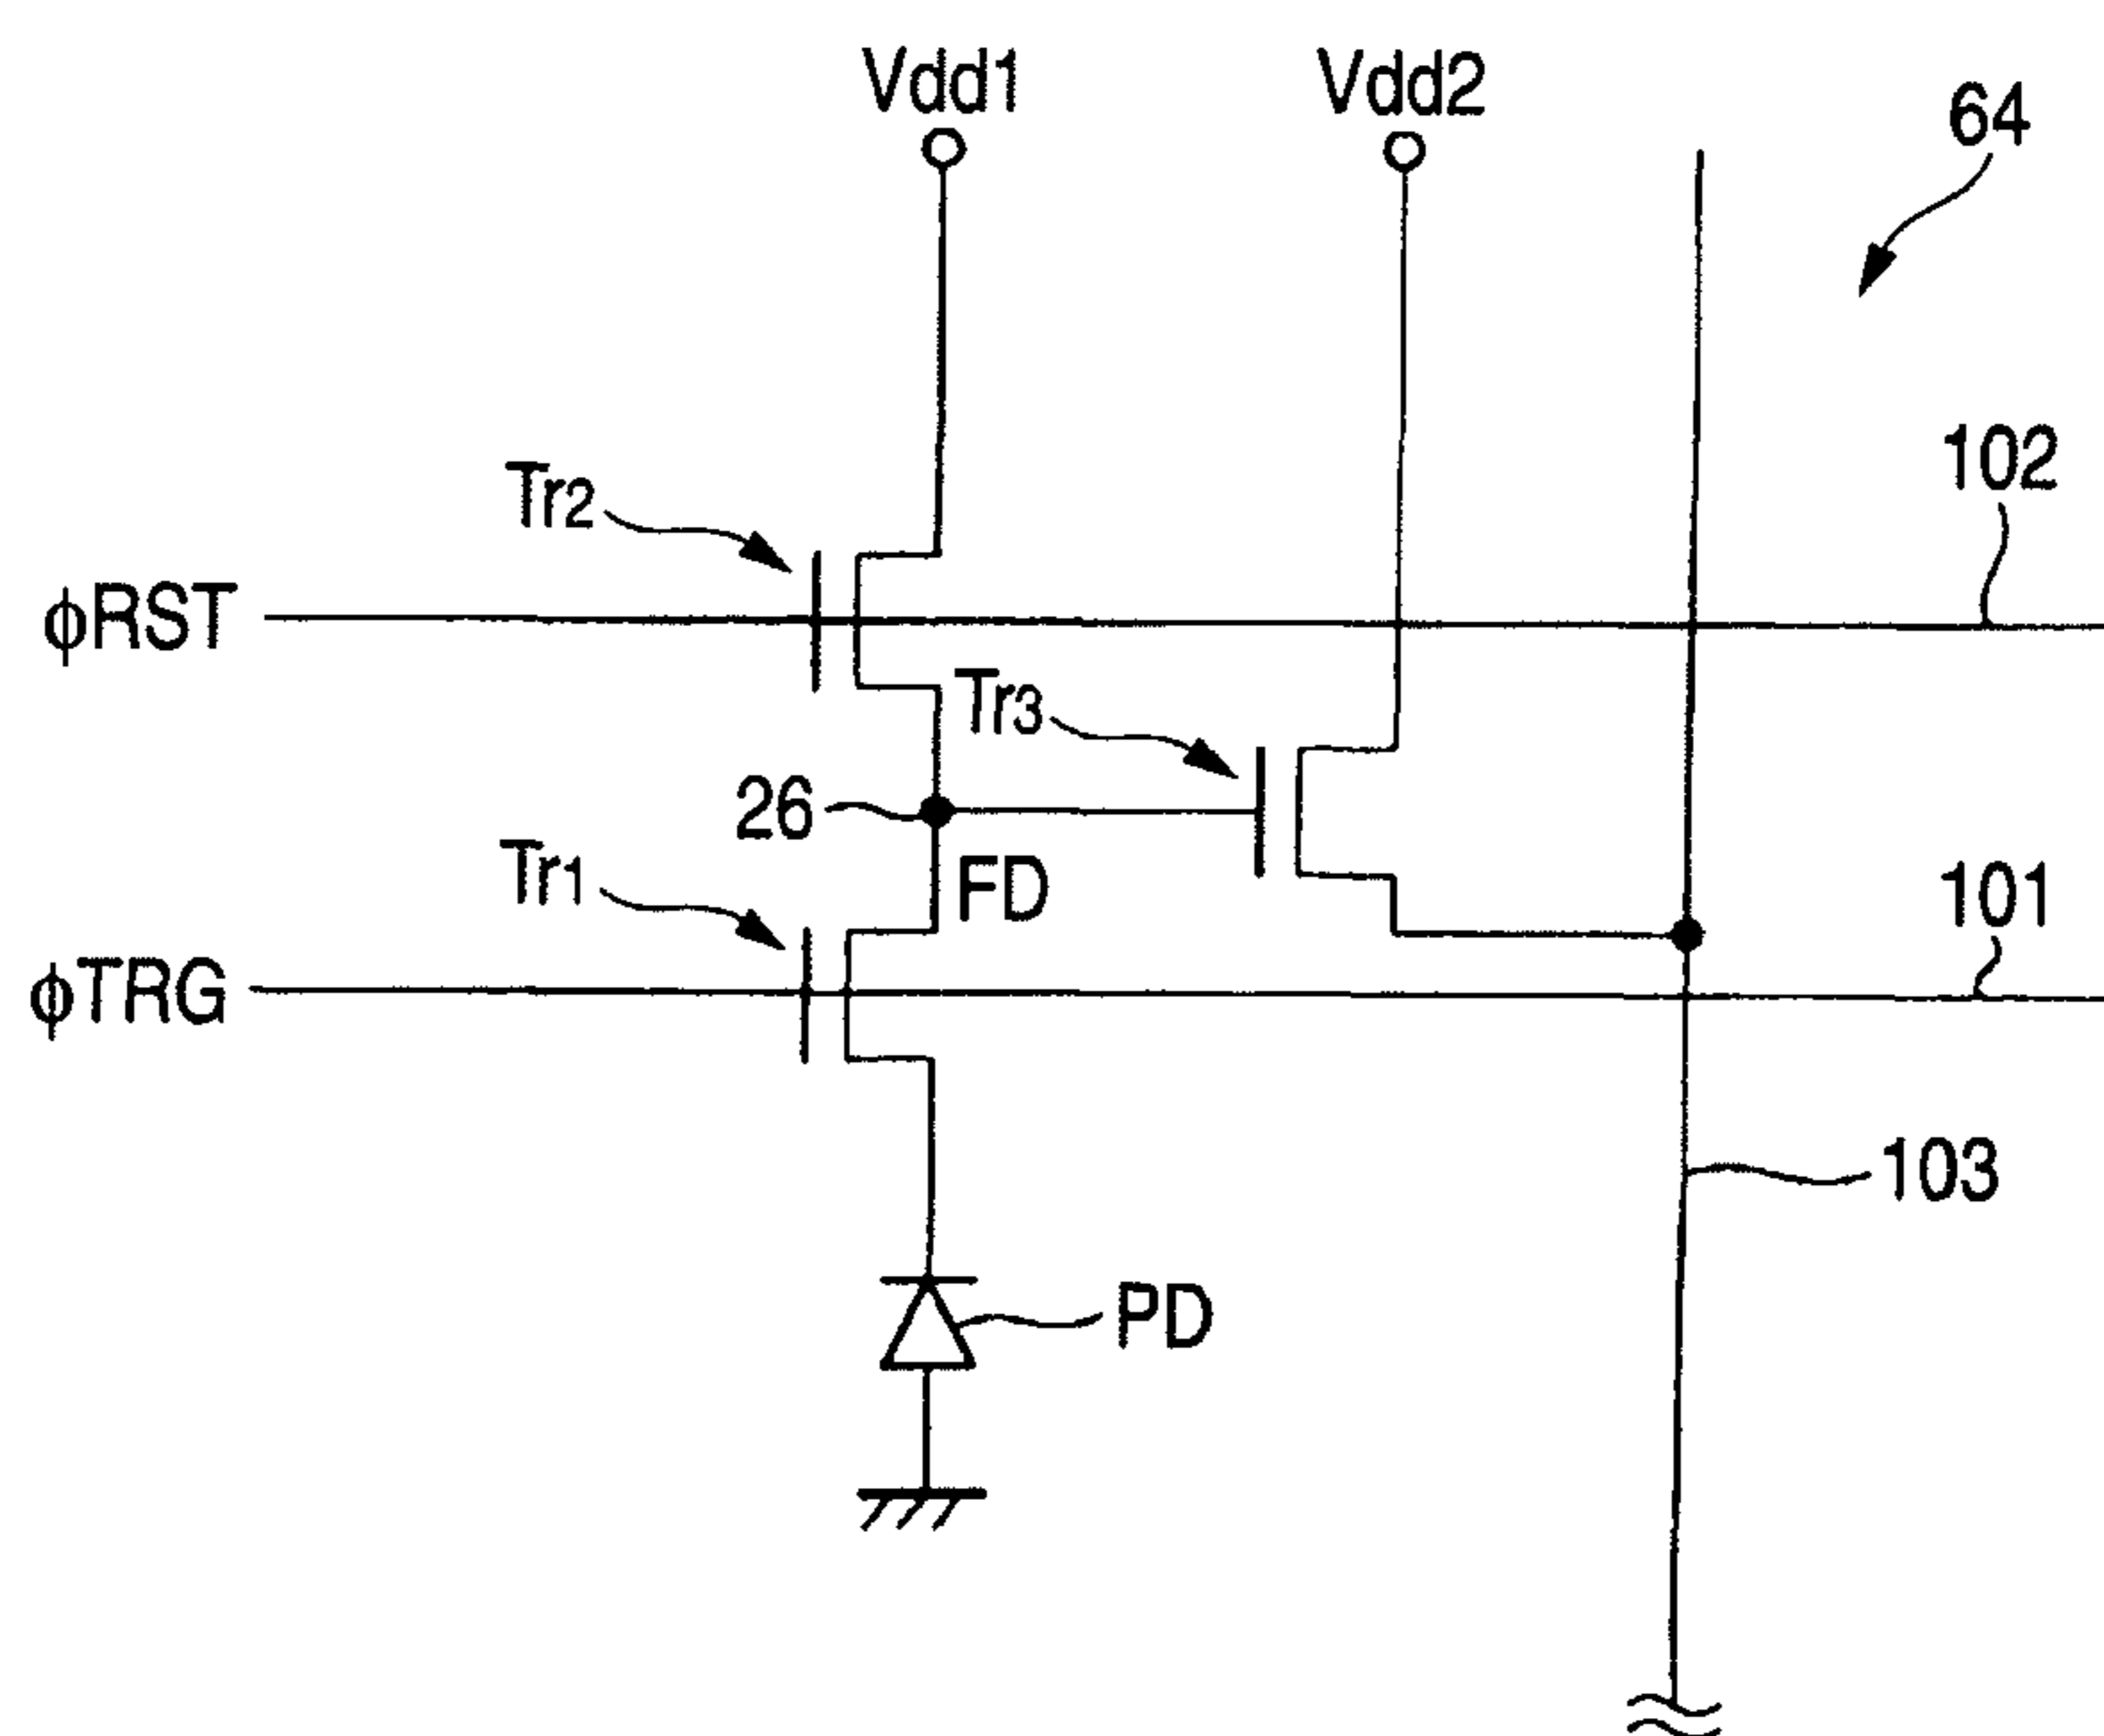 Vdd1
Vdd2
64
102
Tr2
φRST
Tr3
26
Tr1
FD
101
φTRG
103
PD